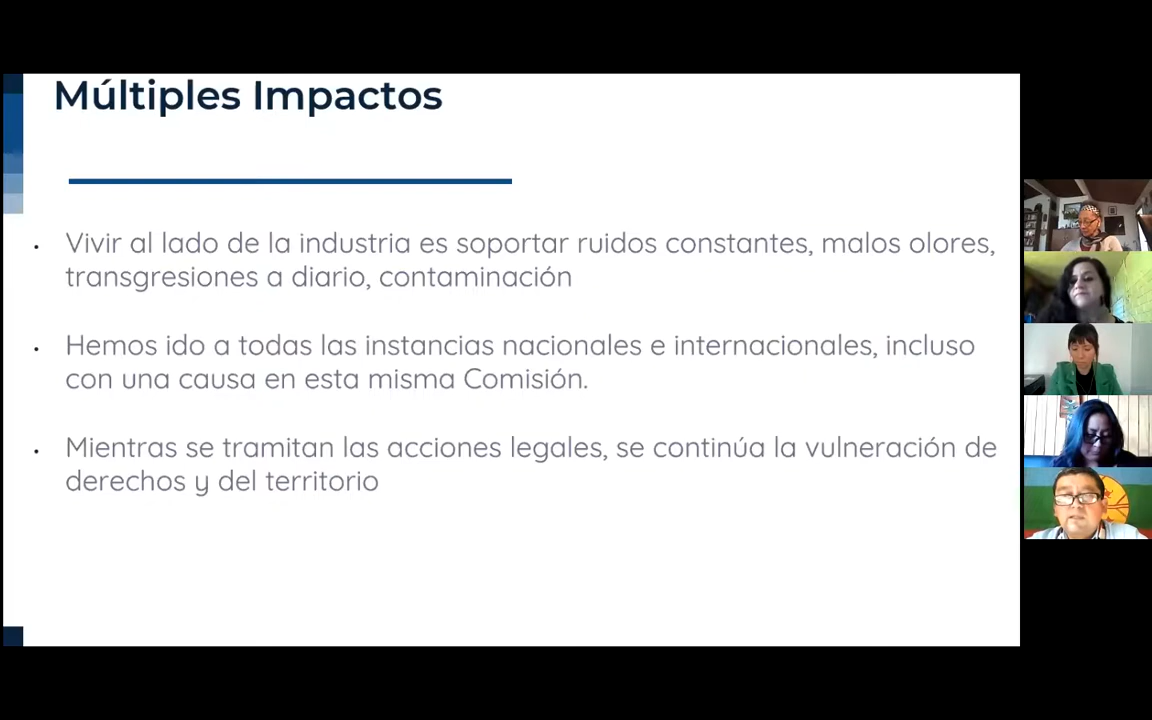 Múltiples Impactos
• Vivir al lado de la industria es soportar ruidos constantes, malos olores,
transgresiones a diario, contaminación
• Hemos ido a todas las instancias nacionales e internacionales, incluso
con una causa en esta misma Comisión.
• Mientras se tramitan las acciones legales, se continúa la vulneración de
derechos y del territorio